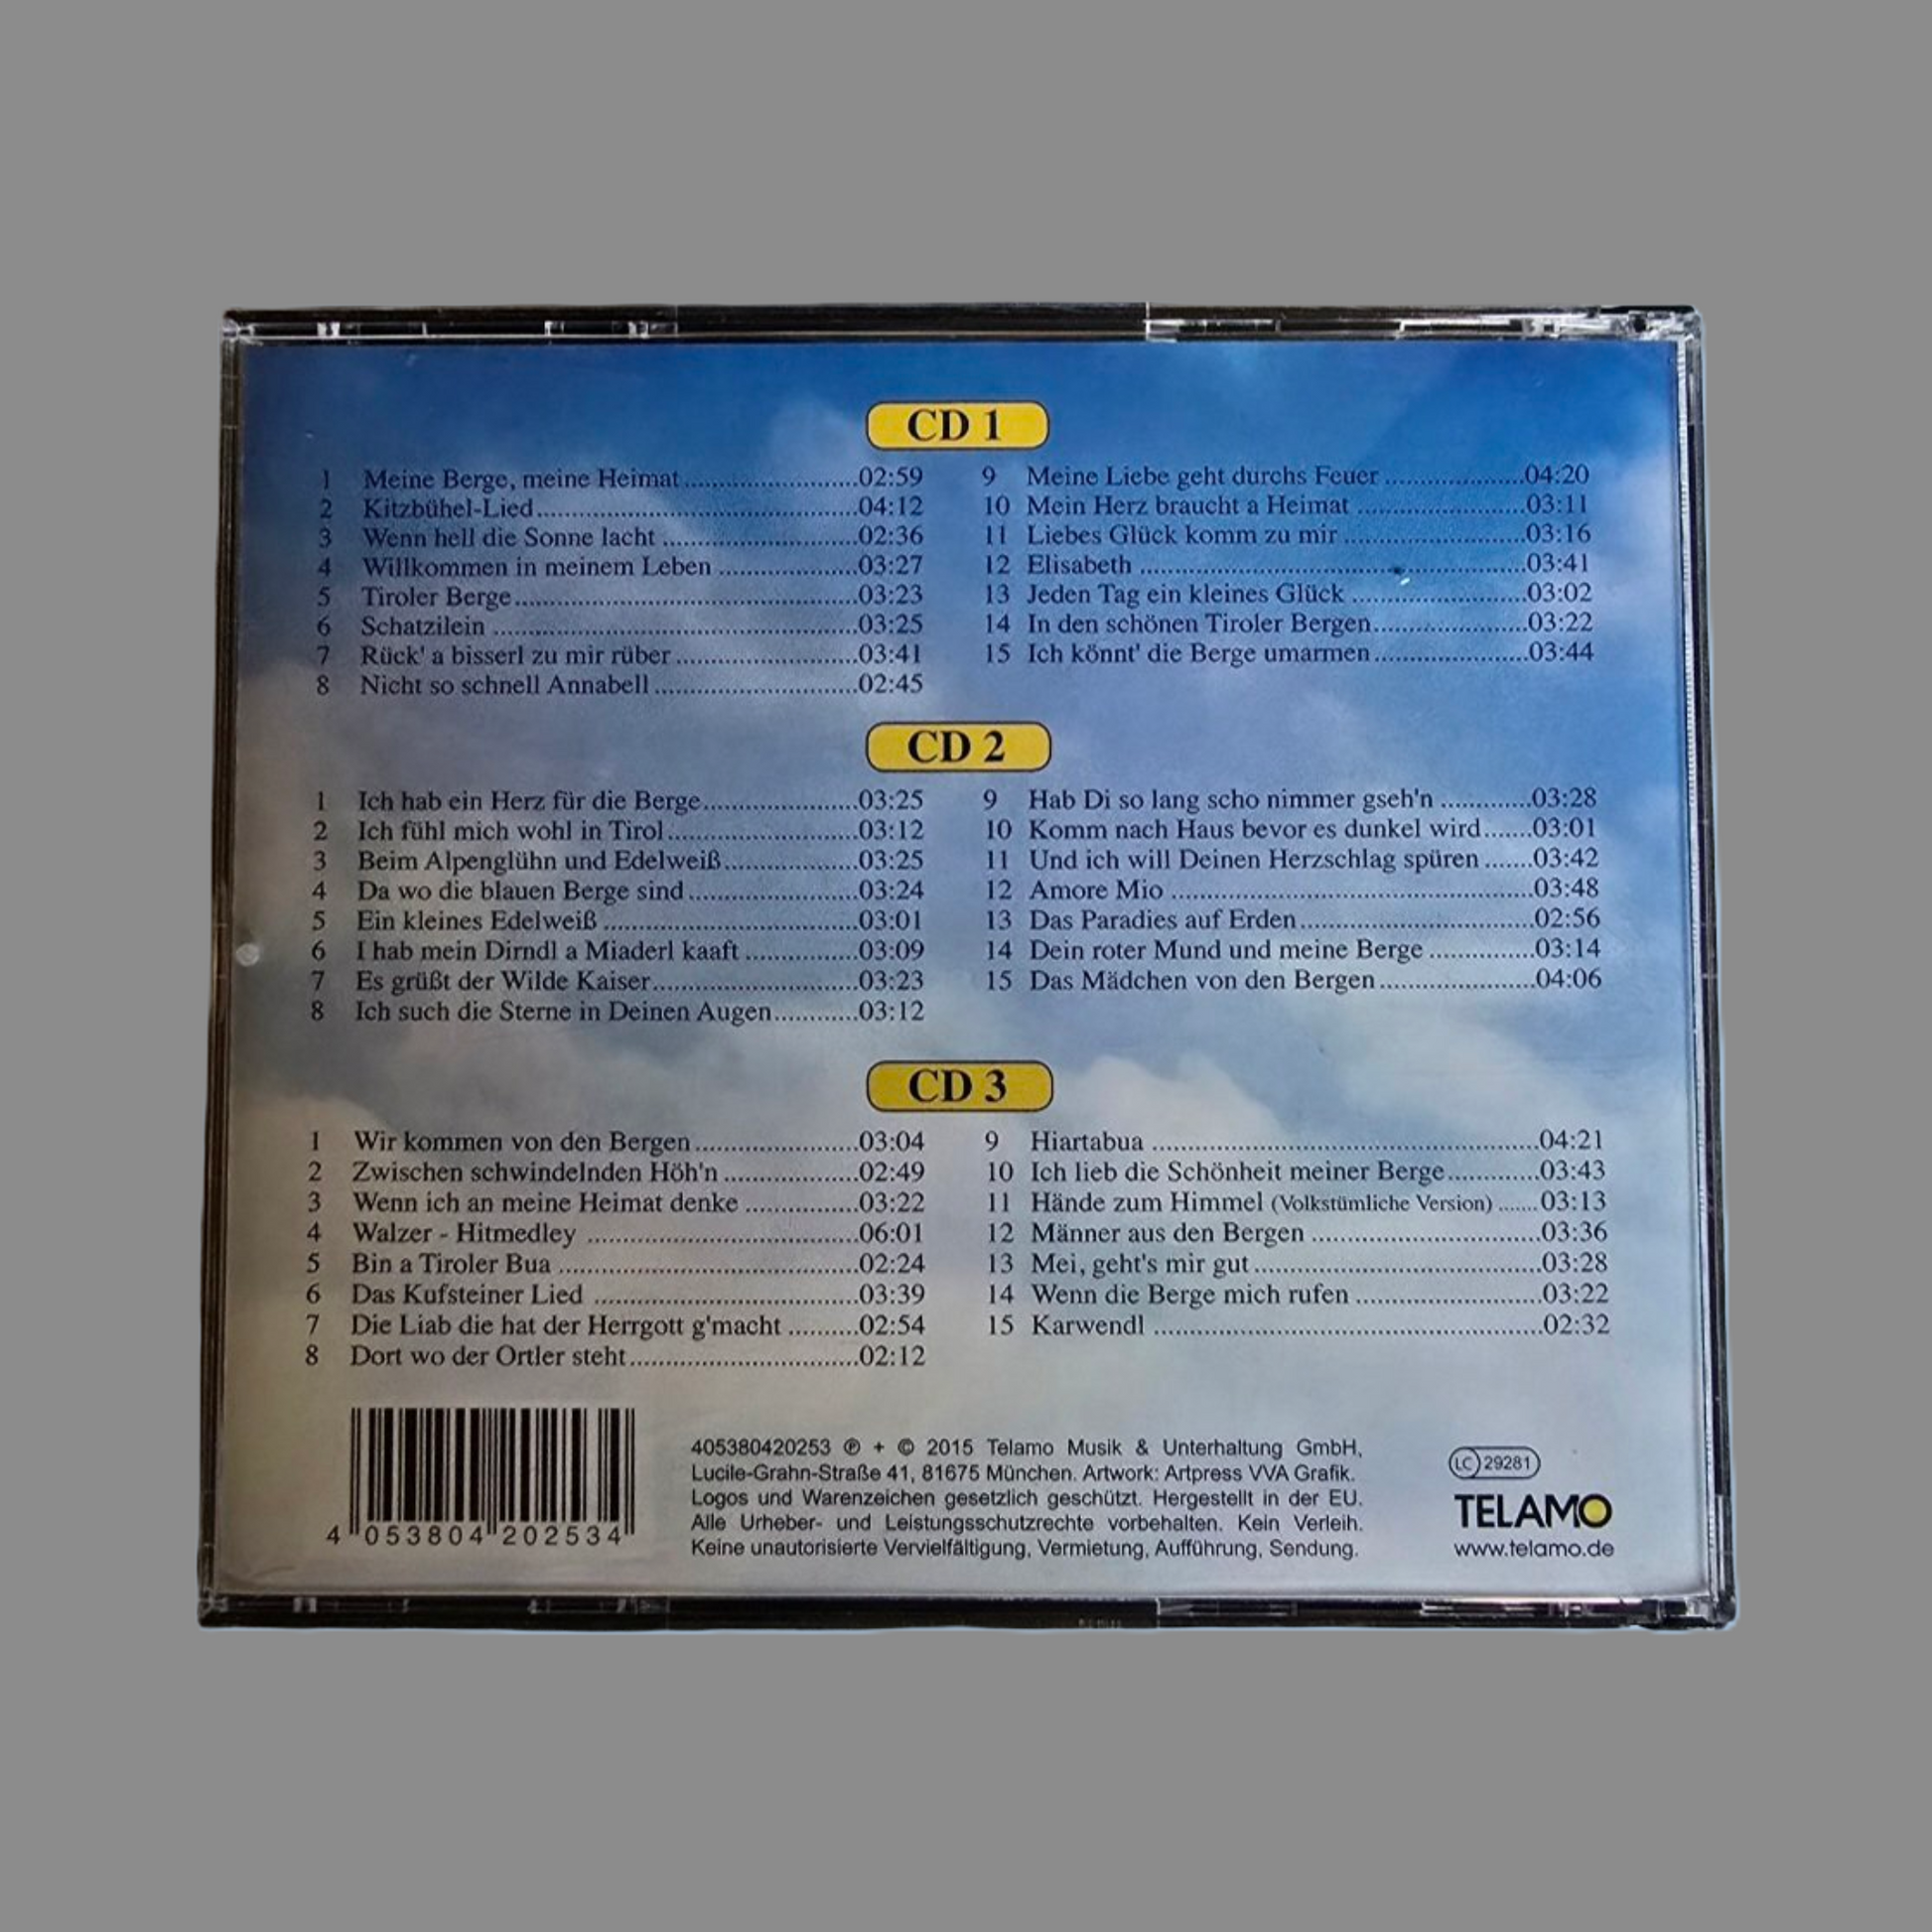 CD 1
1 Meine Berge, meine Heimat........................02:59
2 Kitzbühel-Lied.............................................04:12
3 Wenn hell die Sonne lacht ...........................02:36
4 Willkommen in meinem Leben ...................03:27
5 Tiroler Berge................................................03:23
6 Schatzilein ...................................................03:25
7 Rück' a bisserl zu mir rüber.........................03:41
8 Nicht so schnell Annabell............................02:45
9 Meine Liebe geht durchs Feuer ...................04:20
10 Mein Herz braucht a Heimat .......................03:11
11 Liebes Glück komm zu mir.........................03:16
12 Elisabeth .....................................................03:41
13 Jeden Tag ein kleines Glück ........................03:02
14 In den schönen Tiroler Bergen.....................03:22
15 Ich könnt' die Berge umarmen.....................03:44
CD 2
1 Ich hab ein Herz für die Berge.....................03:25
2 Ich fühl mich wohl in Tirol..........................03:12
3 Beim Alpenglühn und Edelweiß..................03:25
4 Da wo die blauen Berge sind.......................03:24
5 Ein kleines Edelweiß ...................................03:01
6 I hab mein Dirndl a Miaderl kaaft ...............03:09
7 Es grüßt der Wilde Kaiser............................03:23
8 Ich such die Sterne in Deinen Augen...........03:12
9 Hab Di so lang scho nimmer gseh'n ............03:28
10 Komm nach Haus bevor es dunkel wird......03:01
11 Und ich will Deinen Herzschlag spüren ......03:42
12 Amore Mio ..................................................03:48
13 Das Paradies auf Erden................................02:56
14 Dein roter Mund und meine Berge ..............03:14
15 Das Mädchen von den Bergen.....................04:06
CD 3
1 Wir kommen von den Bergen......................03:04
2 Zwischen schwindelnden Höh'n ..................02:49
3 Wenn ich an meine Heimat denke ...............03:22
4 Walzer - Hitmedley .....................................06:01
5 Bin a Tiroler Bua .........................................02:24
6 Das Kufsteiner Lied ....................................03:39
7 Die Liab die hat der Herrgott g'macht .........02:54
8 Dort wo der Ortler steht...............................02:12
9 Hiartabua .....................................................04:21
10 Ich lieb die Schönheit meiner Berge............03:43
11 Hände zum Himmel (Volkstümliche Version) ......03:13
12 Männer aus den Bergen ...............................03:36
13 Mei, geht's mir gut.......................................03:28
14 Wenn die Berge mich rufen .........................03:22
15 Karwendl .....................................................02:32
4 053804 202534
405380420253 ℗ + © 2015 Telamo Musik & Unterhaltung GmbH,
Lucile-Grahn-Straße 41, 81675 München. Artwork: Artpress VVA Grafik.
Logos und Warenzeichen gesetzlich geschützt. Hergestellt in der EU.
Alle Urheber- und Leistungsschutzrechte vorbehalten. Kein Verleih.
Keine unautorisierte Vervielfältigung, Vermietung, Aufführung, Sendung.
LC 29281
TELAMO
www.telamo.de